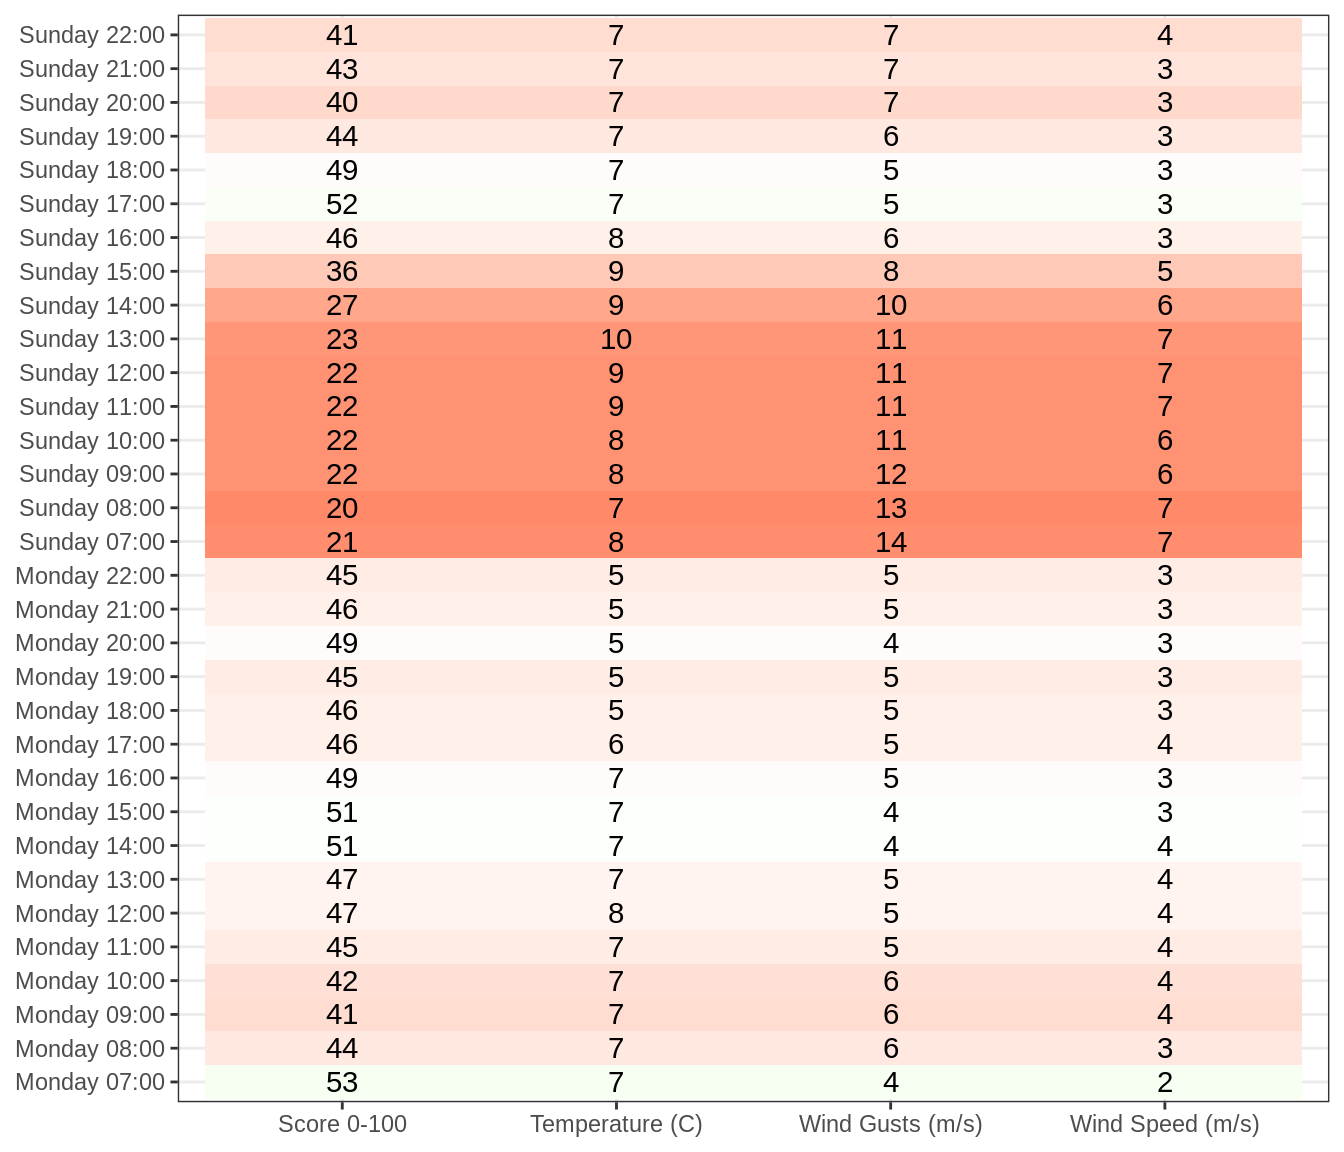 Sunday 22:00 41 7 7 4
Sunday 21:00 43 7 7 3
Sunday 20:00 40 7 7 3
Sunday 19:00 44 7 6 3
Sunday 18:00 49 7 5 3
Sunday 17:00 52 7 5 3
Sunday 16:00 46 8 6 3
Sunday 15:00 36 9 8 5
Sunday 14:00 27 9 10 6
Sunday 13:00 23 10 11 7
Sunday 12:00 22 9 11 7
Sunday 11:00 22 9 11 7
Sunday 10:00 22 8 11 6
Sunday 09:00 22 8 12 6
Sunday 08:00 20 7 13 7
Sunday 07:00 21 8 14 7
Monday 22:00 45 5 5 3
Monday 21:00 46 5 5 3
Monday 20:00 49 5 4 3
Monday 19:00 45 5 5 3
Monday 18:00 46 5 5 3
Monday 17:00 46 6 5 4
Monday 16:00 49 7 5 3
Monday 15:00 51 7 4 3
Monday 14:00 51 7 4 4
Monday 13:00 47 7 5 4
Monday 12:00 47 8 5 4
Monday 11:00 45 7 5 4
Monday 10:00 42 7 6 4
Monday 09:00 41 7 6 4
Monday 08:00 44 7 6 3
Monday 07:00 53 7 4 2
Score 0-100 Temperature (C) Wind Gusts (m/s) Wind Speed (m/s)